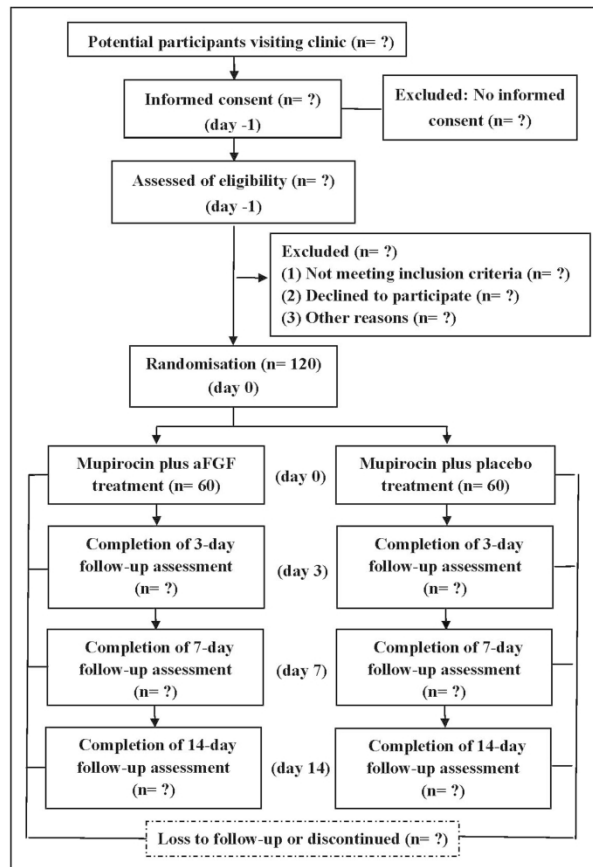 Potential participants visiting clinic (n= ?)
Informed consent (n= ?)
(day -1)
Excluded: No informed
consent (n= ?)
Assessed of eligibility (n= ?)
(day -1)
Excluded (n= ?)
(1) Not meeting inclusion criteria (n= ?)
(2) Declined to participate (n= ?)
(3) Other reasons (n= ?)
Randomisation (n= 120)
(day 0)
Mupirocin plus aFGF
treatment (n= 60)
(day 0)
Mupirocin plus placebo
treatment (n= 60)
Completion of 3-day
follow-up assessment
(n= ?)
(day 3)
Completion of 3-day
follow-up assessment
(n= ?)
Completion of 7-day
follow-up assessment
(n= ?)
(day 7)
Completion of 7-day
follow-up assessment
(n= ?)
Completion of 14-day
follow-up assessment
(n= ?)
(day 14)
Completion of 14-day
follow-up assessment
(n= ?)
Loss to follow-up or discontinued (n= ?)